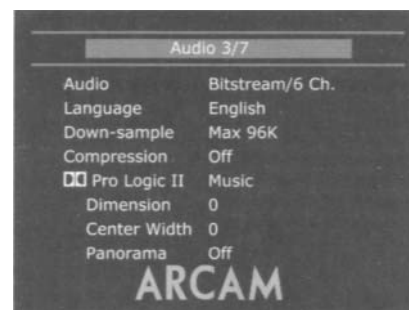 Audio 3/7
Audio Bitstream/6 Ch.
Language English
Down-sample Max 96K
Compression Off
Pro Logic II Music
Dimension 0
Center Width 0
Panorama Off
ARCAM